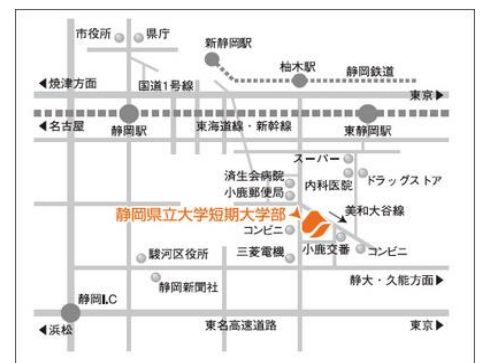 市役所
県庁
新静岡駅
柚木駅
静岡鉄道
◀焼津方面
国道1号線
東京▶
◀名古屋
静岡駅
東海道線・新幹線
東静岡駅
スーパー
済生会病院
内科医院
ドラッグストア
小鹿郵便局
静岡県立大学短期大学部
美和大谷線
コンビニ
小鹿交番
コンビニ
駿河区役所
三菱電機
静大・久能方面▶
静岡新聞社
静岡I.C
◀浜松
東名高速道路
東京▶